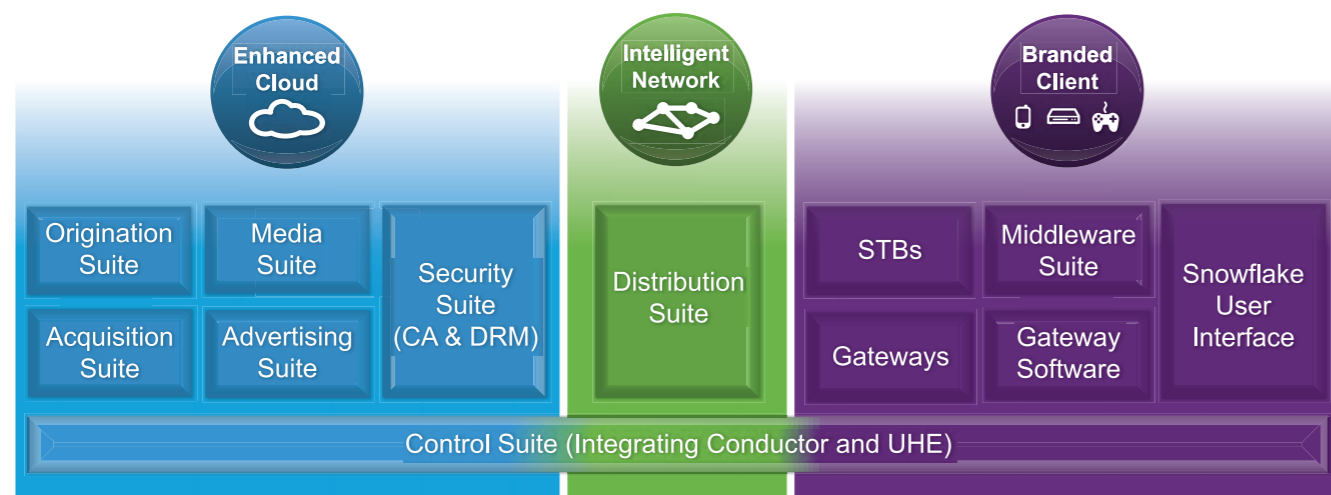 Enhanced
Cloud
Intelligent
Network
Branded
Client
Origination
Suite
Media
Suite
Security
Suite
(CA & DRM)
Acquisition
Suite
Advertising
Suite
Distribution
Suite
STBs
Middleware
Suite
Snowflake
User
Interface
Gateways
Gateway
Software
Control Suite (Integrating Conductor and UHE)